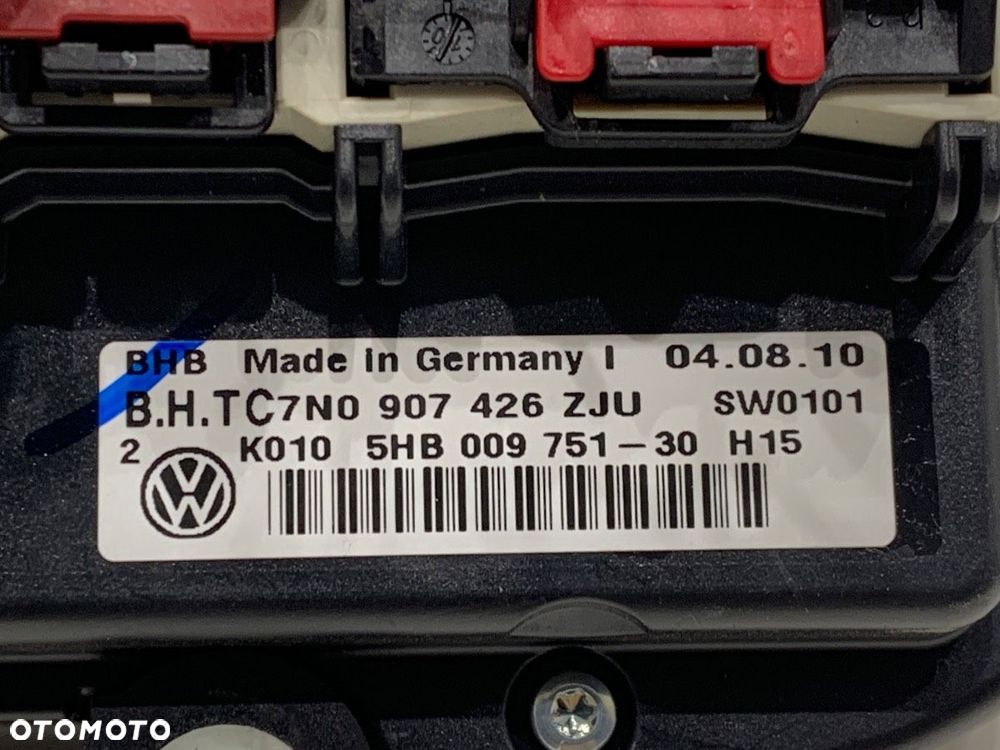 BHB Made in Germany I 04.08.10
B.H.TC7N0 907 426 ZJU SW0101
2 K010 5HB 009 751-30 H15
OTOMOTO